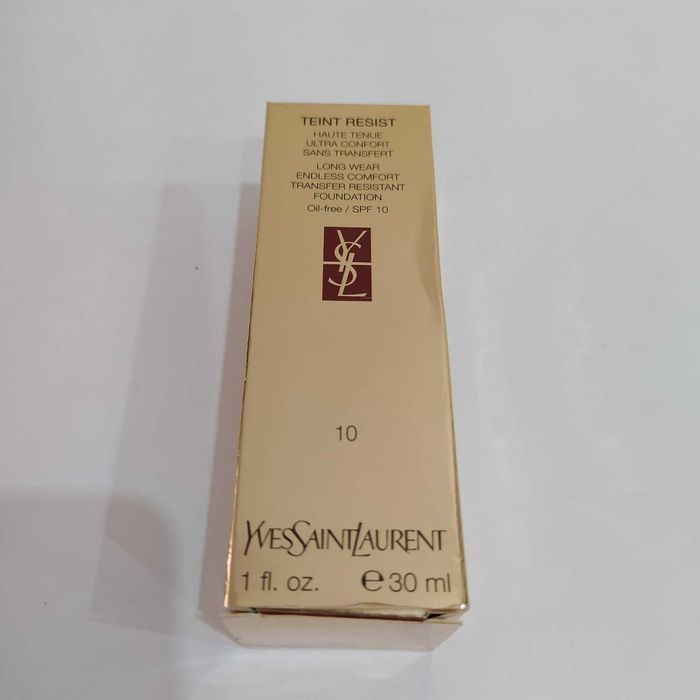 TEINT RESIST
HAUTE TENUE
ULTRA CONFORT
SANS TRANSFERT
LONG WEAR
ENDLESS COMFORT
TRANSFER RESISTANT
FOUNDATION
Oil-free / SPF 10
YSL
10
YVESSAINTLAURENT
1 fl. oz. e 30 ml